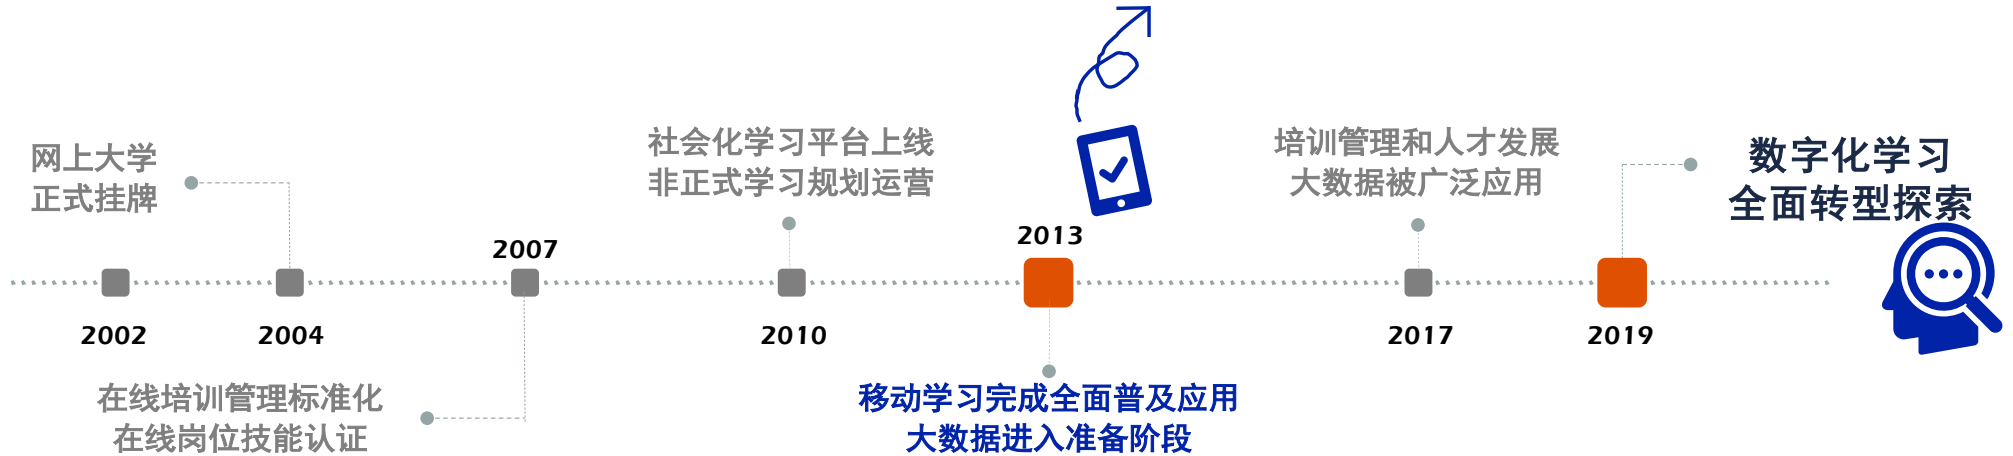 网上大学
正式挂牌
2002
2004
2007
在线培训管理标准化
在线岗位技能认证
社会化学习平台上线
非正式学习规划运营
2010
2013
移动学习完成全面普及应用
大数据进入准备阶段
培训管理和人才发展
大数据被广泛应用
2017
2019
数字化学习
全面转型探索